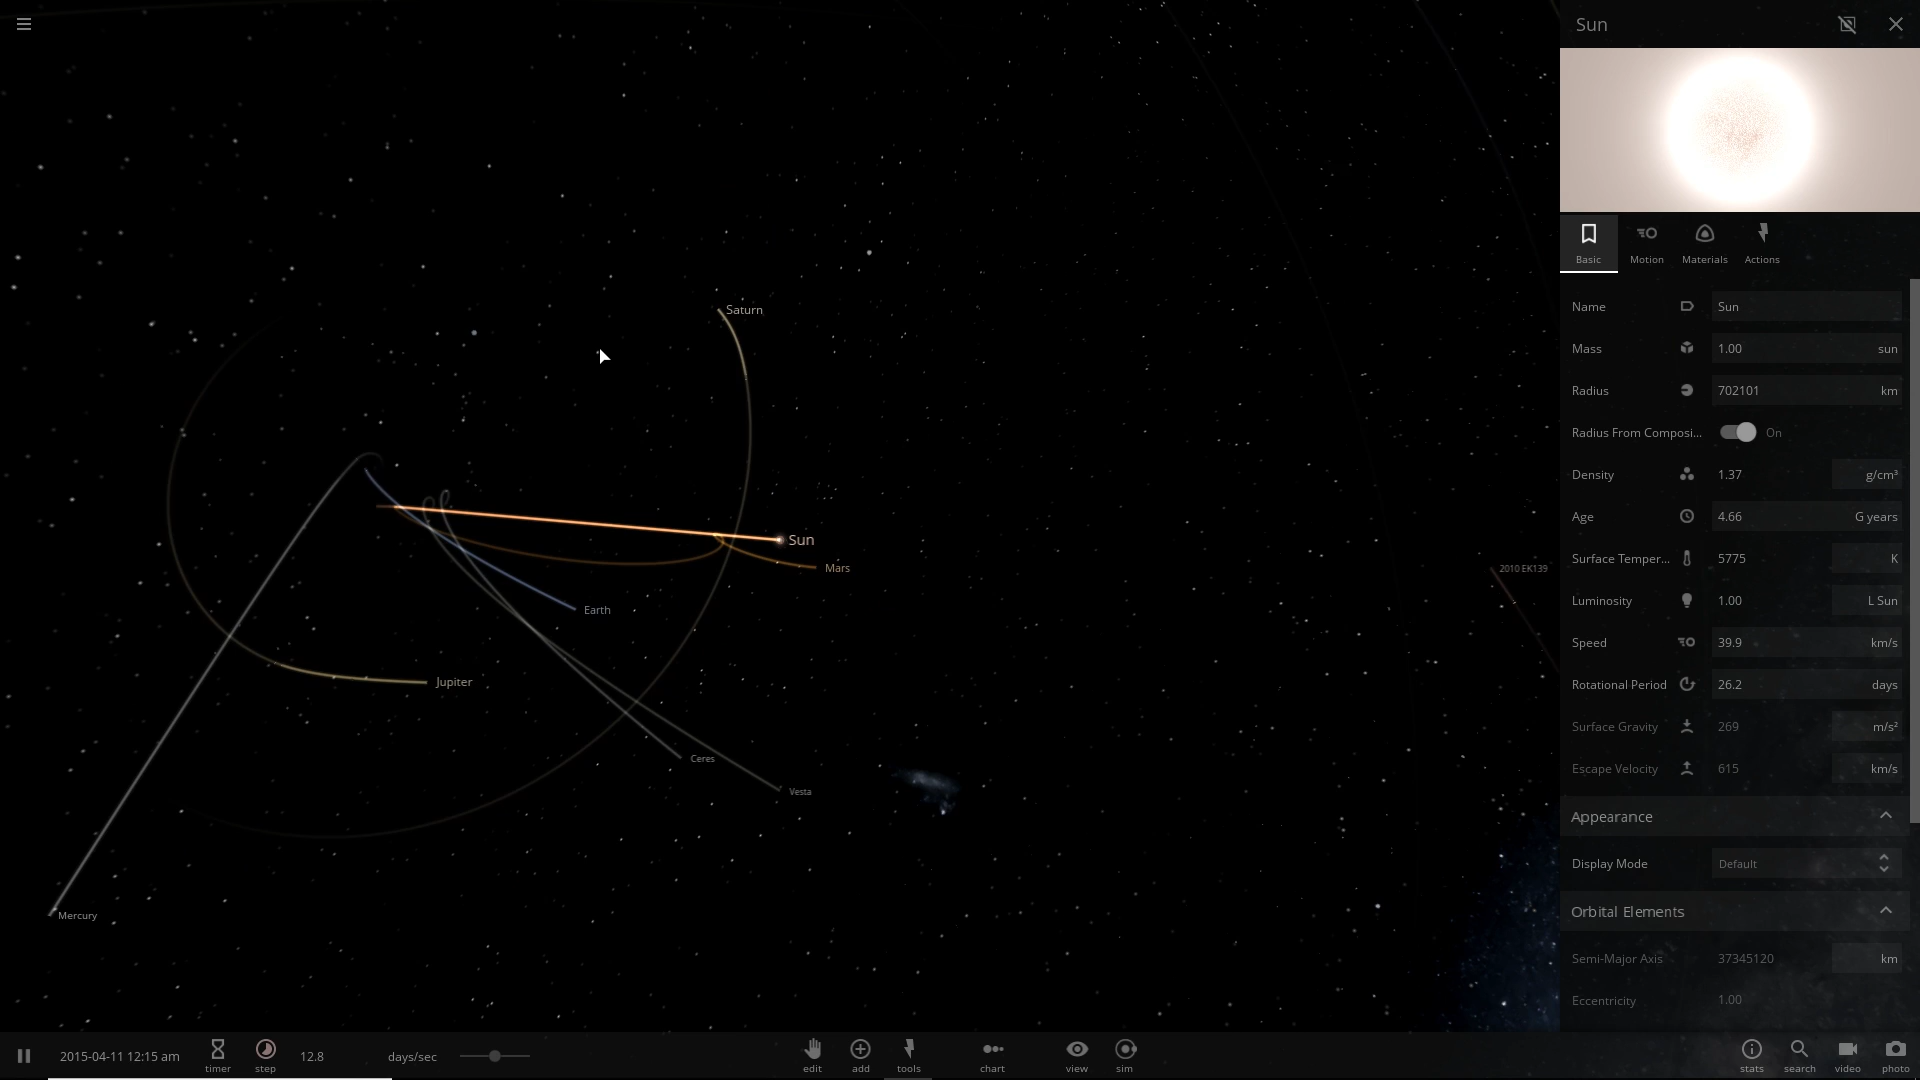 Sun
Saturn
Sun
Mars
2010 EK139
Earth
Jupiter
Ceres
Vesta
Mercury
Basic
Motion
Materials
Actions
Name Sun
Mass 1.00 sun
Radius 702101 km
Radius From Composi... On
Density 1.37 g/cm³
Age 4.66 G years
Surface Temper... 5775 K
Luminosity 1.00 L Sun
Speed 39.9 km/s
Rotational Period 26.2 days
Surface Gravity 269 m/s²
Escape Velocity 615 km/s
Appearance
Display Mode Default
Orbital Elements
Semi-Major Axis 37345120 km
Eccentricity 1.00
2015-04-11 12:15 am
timer
step
12.8 days/sec
edit
add
tools
chart
view
sim
stats
search
video
photo